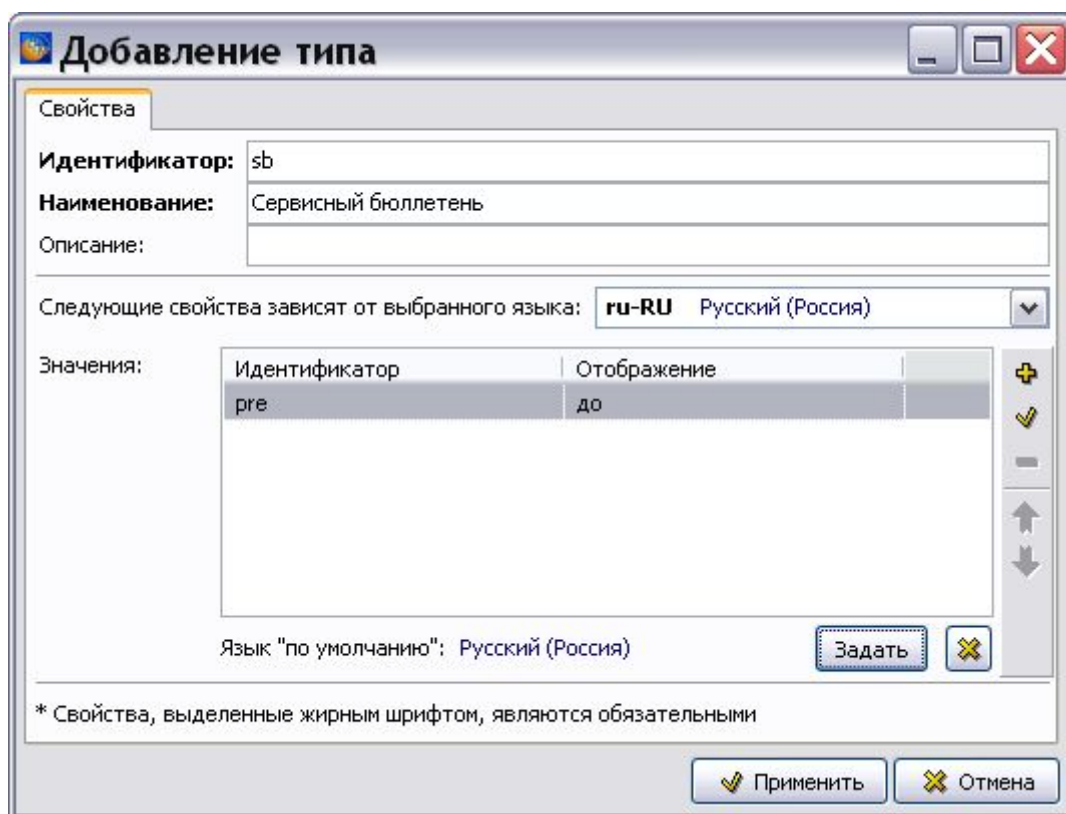 Добавление типа
Свойства
Идентификатор: sb
Наименование: Сервисный бюллетень
Описание:
Следующие свойства зависят от выбранного языка: ru-RU Русский (Россия)
Значения:
Идентификатор Отображение
pre до
Язык "по умолчанию": Русский (Россия) Задать
* Свойства, выделенные жирным шрифтом, являются обязательными
Применить Отмена